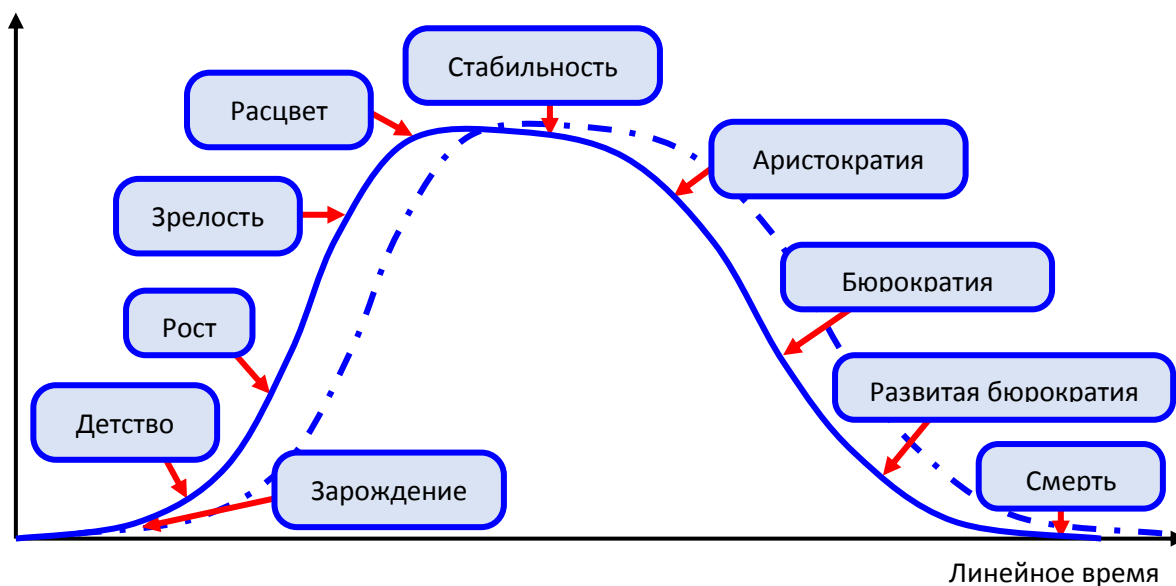 Стабильность
Расцвет
Аристократия
Зрелость
Бюрократия
Рост
Развитая бюрократия
Детство
Зарождение
Смерть
Линейное время